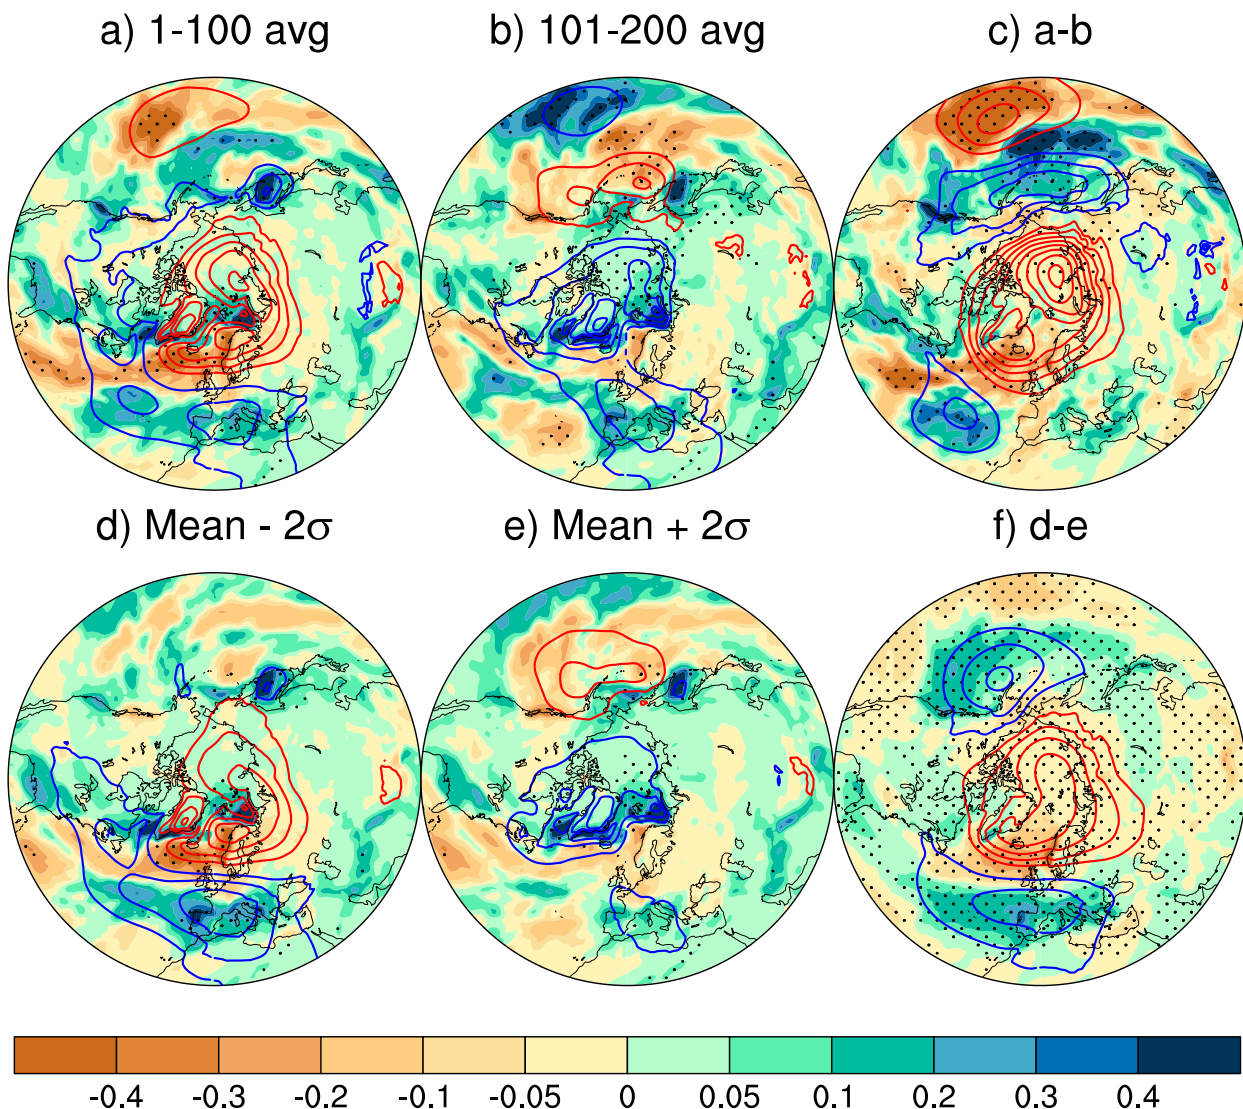 a) 1-100 avg
b) 101-200 avg
c) a-b
d) Mean - 2σ
e) Mean + 2σ
f) d-e
-0.4 -0.3 -0.2 -0.1 -0.05 0 0.05 0.1 0.2 0.3 0.4